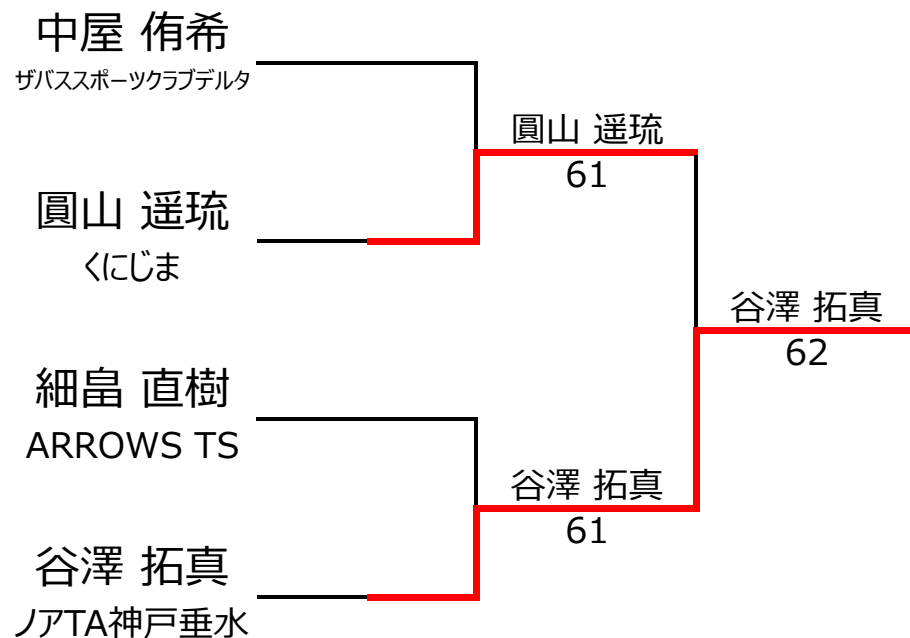 中屋 侑希
ザバススポーツクラブデルタ
圓山 遥琉
61
圓山 遥琉
くにじま
谷澤 拓真
62
細畠 直樹
ARROWS TS
谷澤 拓真
61
谷澤 拓真
ノアTA神戸垂水